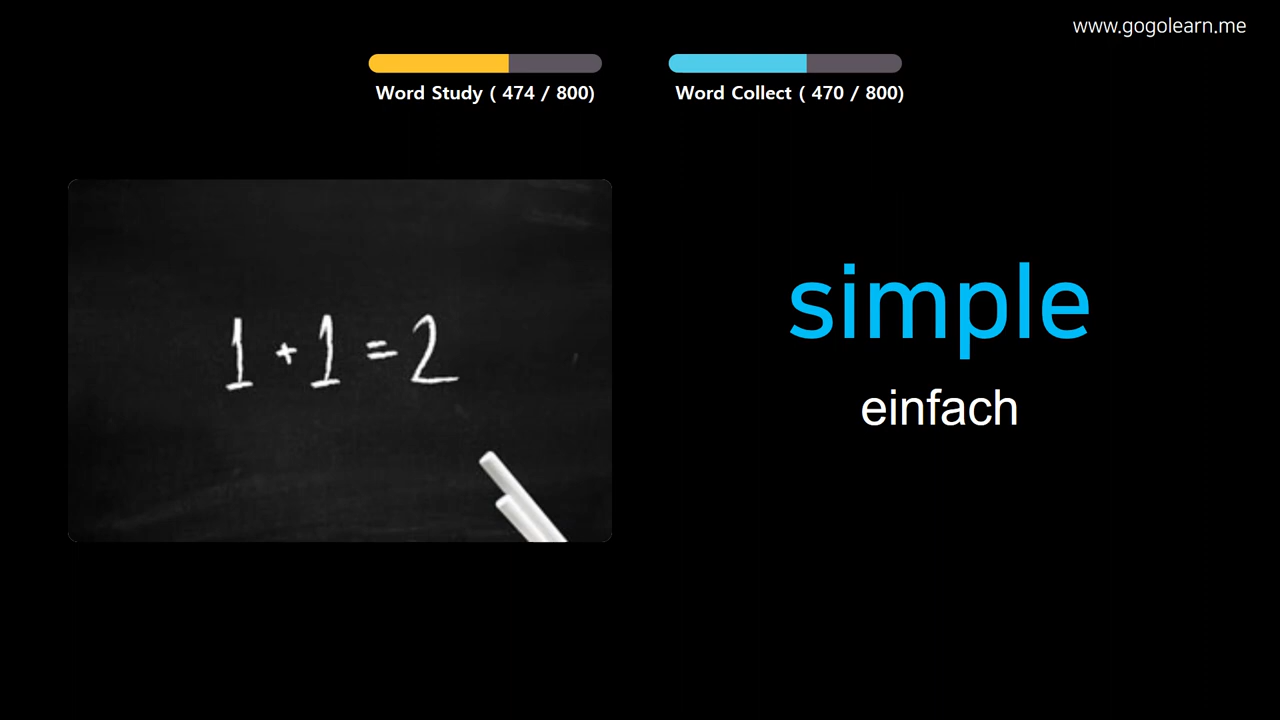 www.gogolearn.me
Word Study ( 474 / 800)
Word Collect ( 470 / 800)
1 + 1 = 2
simple
einfach